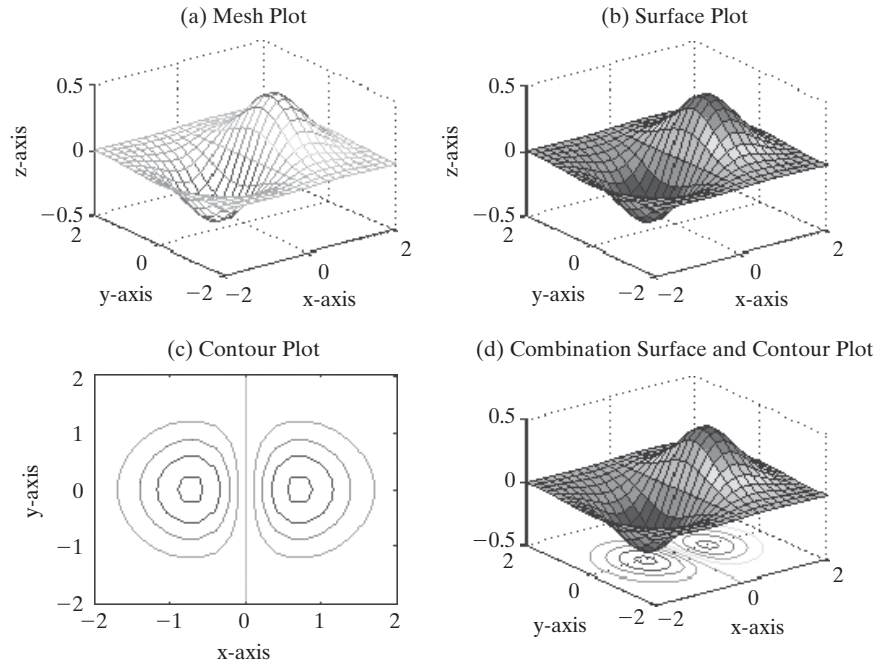 (a) Mesh Plot
0.5
0
−0.5
z-axis
2
0
−2
y-axis
−2
0
2
x-axis
(b) Surface Plot
0.5
0
−0.5
z-axis
2
0
−2
y-axis
−2
0
2
x-axis
(c) Contour Plot
2
1
0
−1
−2
y-axis
−2
−1
0
1
2
x-axis
(d) Combination Surface and Contour Plot
0.5
0
−0.5
2
0
−2
y-axis
−2
0
2
x-axis